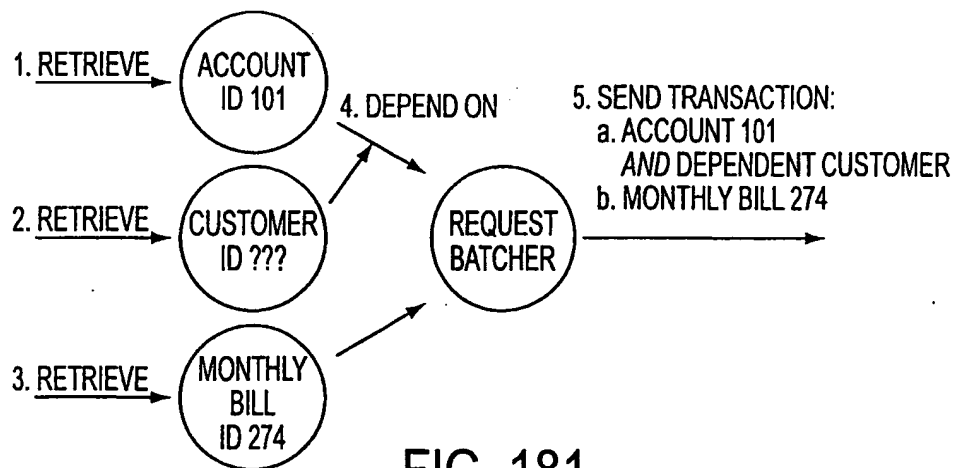 1. RETRIEVE
ACCOUNT
ID 101
4. DEPEND ON
2. RETRIEVE
CUSTOMER
ID ???
3. RETRIEVE
MONTHLY
BILL
ID 274
REQUEST
BATCHER
5. SEND TRANSACTION:
a. ACCOUNT 101
AND DEPENDENT CUSTOMER
b. MONTHLY BILL 274
FIG. 181